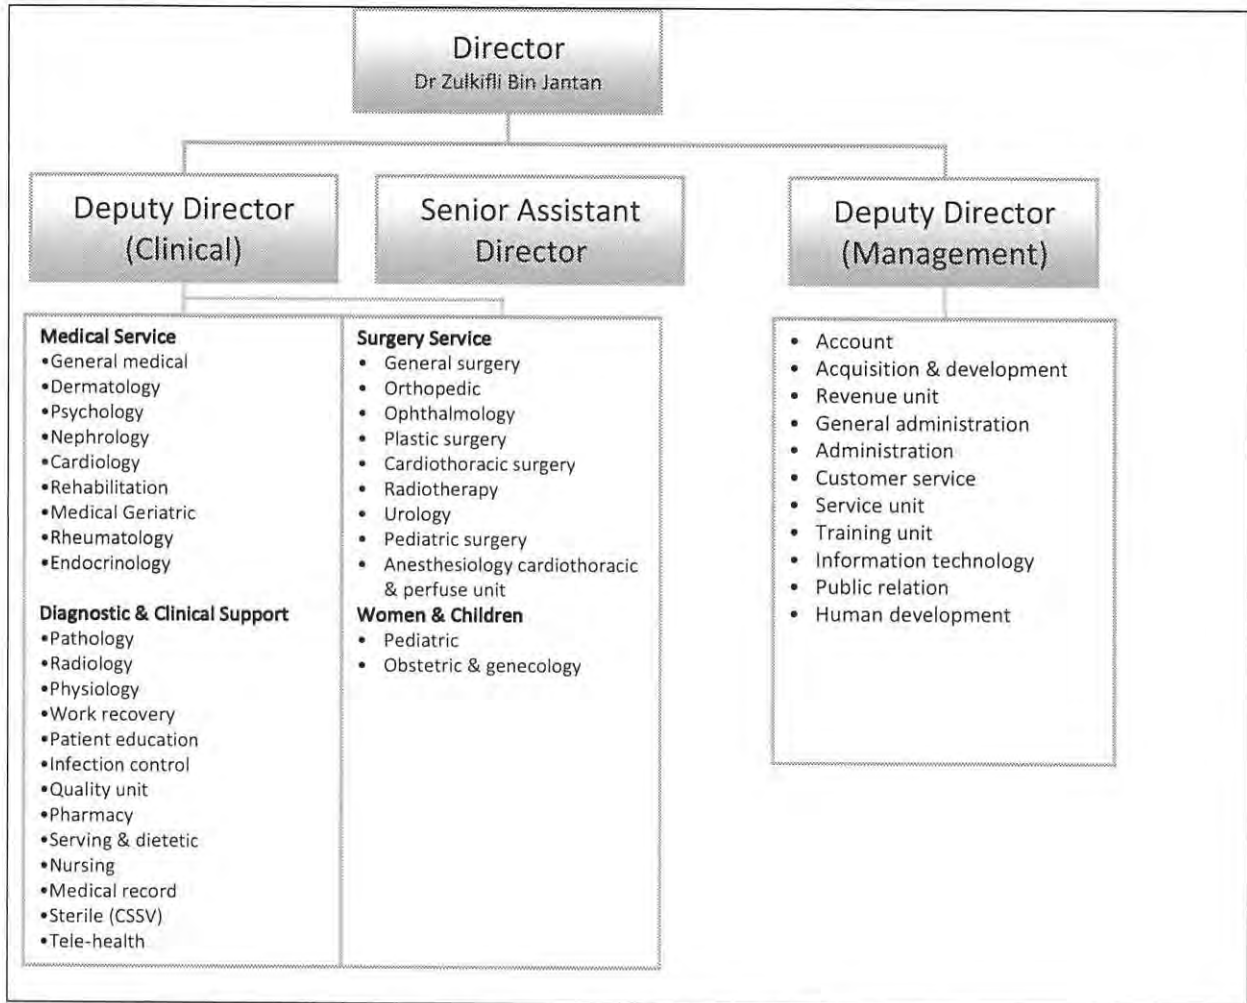 Director
Dr Zulkifli Bin Jantan
Deputy Director
(Clinical)
Senior Assistant
Director
Deputy Director
(Management)
Medical Service
•General medical
•Dermatology
•Psychology
•Nephrology
•Cardiology
•Rehabilitation
•Medical Geriatric
•Rheumatology
•Endocrinology
Diagnostic & Clinical Support
•Pathology
•Radiology
•Physiology
•Work recovery
•Patient education
•Infection control
•Quality unit
•Pharmacy
•Serving & dietetic
•Nursing
•Medical record
•Sterile (CSSV)
•Tele-health
Surgery Service
• General surgery
• Orthopedic
• Ophthalmology
• Plastic surgery
• Cardiothoracic surgery
• Radiotherapy
• Urology
• Pediatric surgery
• Anesthesiology cardiothoracic
& perfuse unit
Women & Children
• Pediatric
• Obstetric & genecology
• Account
• Acquisition & development
• Revenue unit
• General administration
• Administration
• Customer service
• Service unit
• Training unit
• Information technology
• Public relation
• Human development